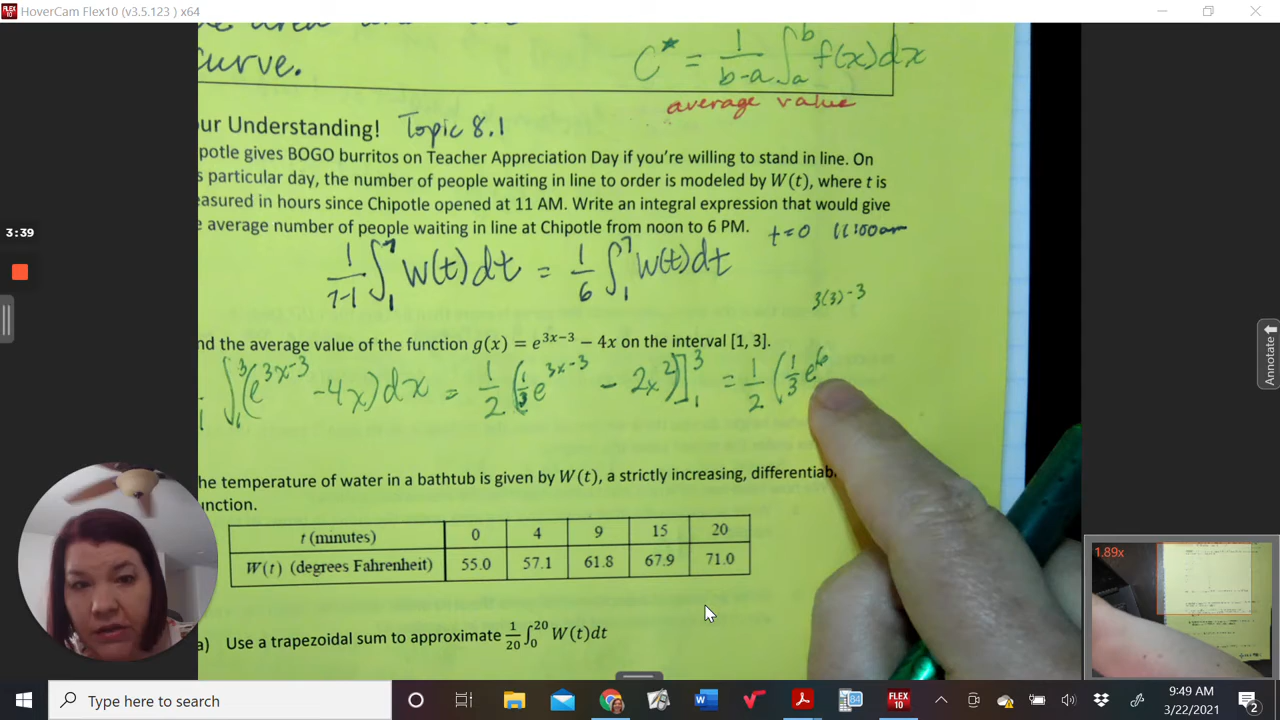 HoverCam Flex10 (v3.5.123 ) x64
curve.
C* = 1/(b-a) ∫_a^b f(x)dx
average value
our Understanding! Topic 8.1
potle gives BOGO burritos on Teacher Appreciation Day if you're willing to stand in line. On
s particular day, the number of people waiting in line to order is modeled by W(t), where t is
easured in hours since Chipotle opened at 11 AM. Write an integral expression that would give
e average number of people waiting in line at Chipotle from noon to 6 PM. t=0 11:00am
3:39
1/(7-1) ∫_1^7 W(t)dt = 1/6 ∫_1^7 W(t)dt
3(3)-3
nd the average value of the function g(x) = e^(3x−3) − 4x on the interval [1, 3].
∫_1^3 (e^(3x-3) - 4x)dx = 1/2 (1/3 e^(3x-3) - 2x^2)]_1^3 = 1/2 (1/3 e^6
Annotate
he temperature of water in a bathtub is given by W(t), a strictly increasing, differentiab
unction.
t (minutes) 0 4 9 15 20
W(t) (degrees Fahrenheit) 55.0 57.1 61.8 67.9 71.0
a) Use a trapezoidal sum to approximate 1/20 ∫_0^20 W(t)dt
1.89x
Type here to search
FLEX 10
9:49 AM
3/22/2021
2